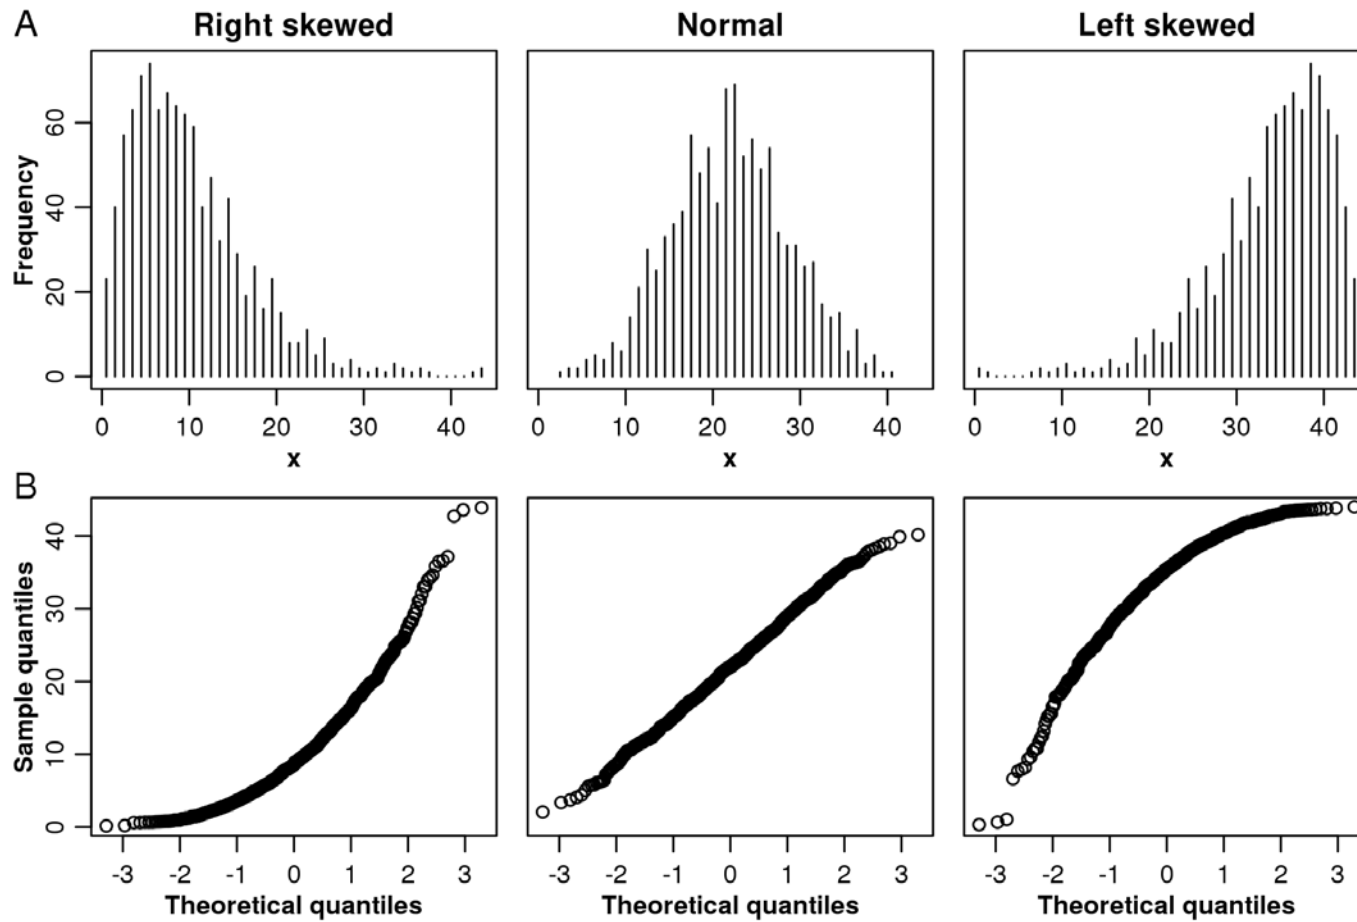 A
Right skewed Normal Left skewed
Frequency
0 20 40 60
0 10 20 30 40 0 10 20 30 40 0 10 20 30 40
x x x
B
Sample quantiles
0 10 20 30 40
-3 -2 -1 0 1 2 3 -3 -2 -1 0 1 2 3 -3 -2 -1 0 1 2 3
Theoretical quantiles Theoretical quantiles Theoretical quantiles